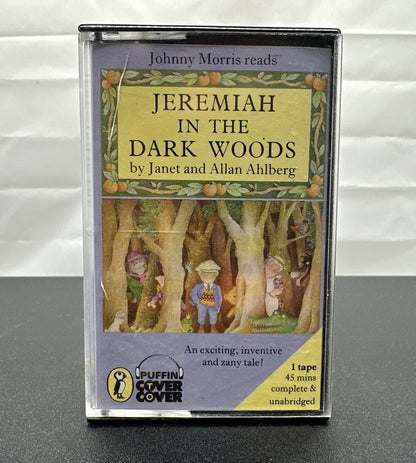 Johnny Morris reads
JEREMIAH
IN THE
DARK WOODS
by Janet and Allan Ahlberg
An exciting, inventive
and zany tale!
1 tape
45 mins
complete &
unabridged
PUFFIN
COVER
TO
COVER